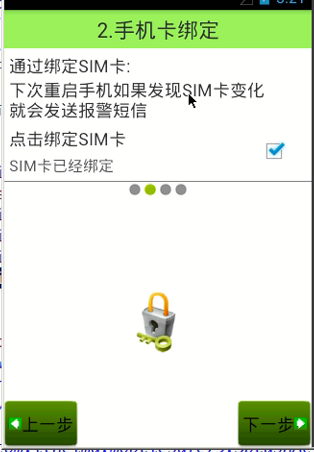 2.手机卡绑定
通过绑定SIM卡:
下次重启手机如果发现SIM卡变化
就会发送报警短信
点击绑定SIM卡
SIM卡已经绑定
上一步
下一步